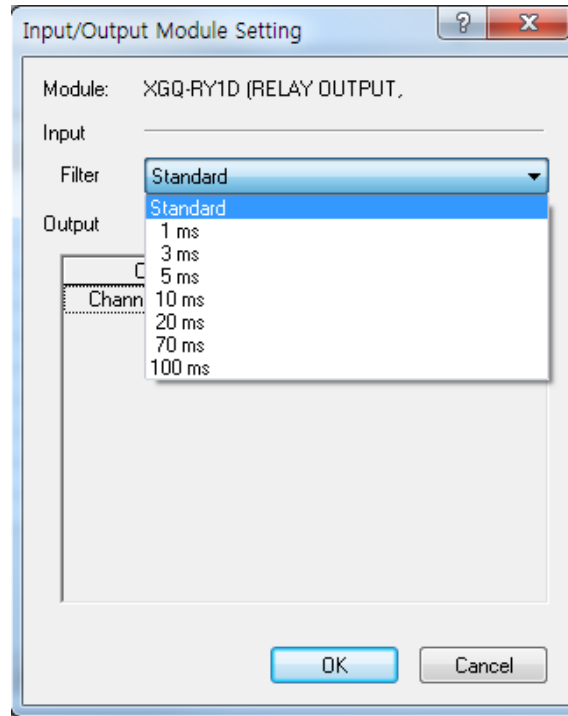 Input/Output Module Setting
Module: XGQ-RY1D (RELAY OUTPUT,
Input
Filter Standard
Standard
1 ms
Output
3 ms
5 ms
10 ms
20 ms
70 ms
100 ms
OK Cancel